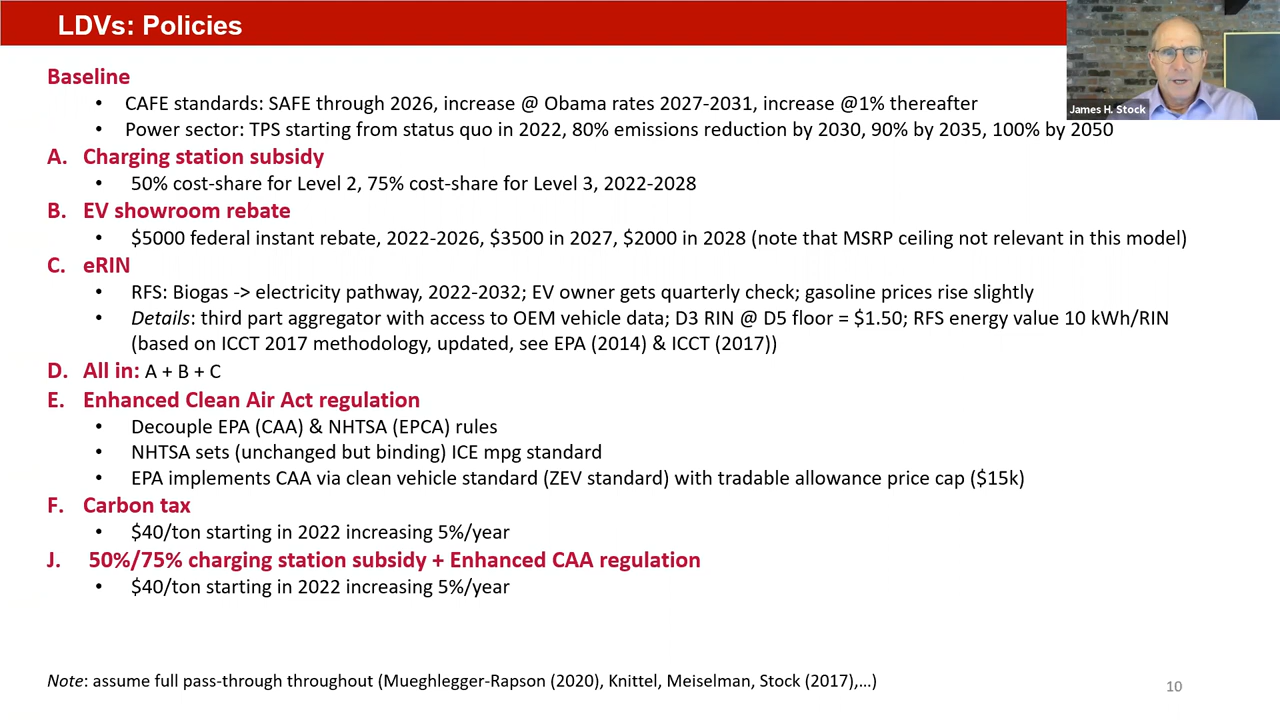 LDVs: Policies
James H. Stock
Baseline
• CAFE standards: SAFE through 2026, increase @ Obama rates 2027-2031, increase @1% thereafter
• Power sector: TPS starting from status quo in 2022, 80% emissions reduction by 2030, 90% by 2035, 100% by 2050
A. Charging station subsidy
• 50% cost-share for Level 2, 75% cost-share for Level 3, 2022-2028
B. EV showroom rebate
• $5000 federal instant rebate, 2022-2026, $3500 in 2027, $2000 in 2028 (note that MSRP ceiling not relevant in this model)
C. eRIN
• RFS: Biogas -> electricity pathway, 2022-2032; EV owner gets quarterly check; gasoline prices rise slightly
• Details: third part aggregator with access to OEM vehicle data; D3 RIN @ D5 floor = $1.50; RFS energy value 10 kWh/RIN
(based on ICCT 2017 methodology, updated, see EPA (2014) & ICCT (2017))
D. All in: A + B + C
E. Enhanced Clean Air Act regulation
• Decouple EPA (CAA) & NHTSA (EPCA) rules
• NHTSA sets (unchanged but binding) ICE mpg standard
• EPA implements CAA via clean vehicle standard (ZEV standard) with tradable allowance price cap ($15k)
F. Carbon tax
• $40/ton starting in 2022 increasing 5%/year
J. 50%/75% charging station subsidy + Enhanced CAA regulation
• $40/ton starting in 2022 increasing 5%/year
Note: assume full pass-through throughout (Mueghlegger-Rapson (2020), Knittel, Meiselman, Stock (2017),...)
10